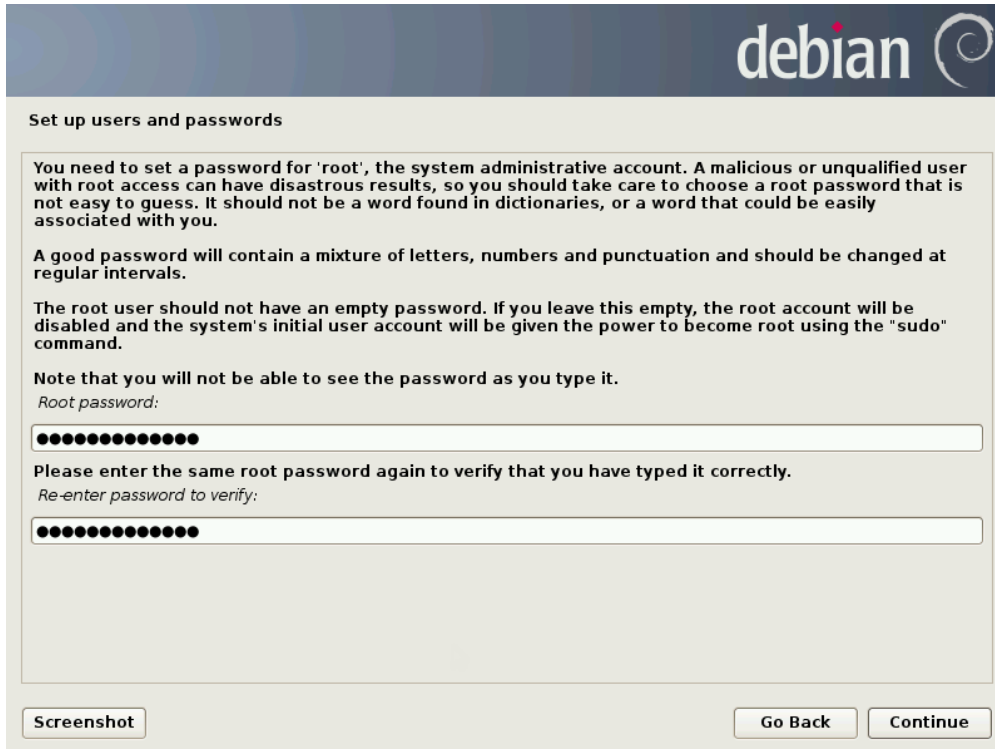 debian
Set up users and passwords
You need to set a password for 'root', the system administrative account. A malicious or unqualified user
with root access can have disastrous results, so you should take care to choose a root password that is
not easy to guess. It should not be a word found in dictionaries, or a word that could be easily
associated with you.
A good password will contain a mixture of letters, numbers and punctuation and should be changed at
regular intervals.
The root user should not have an empty password. If you leave this empty, the root account will be
disabled and the system's initial user account will be given the power to become root using the "sudo"
command.
Note that you will not be able to see the password as you type it.
Root password:
●●●●●●●●●●●●●
Please enter the same root password again to verify that you have typed it correctly.
Re-enter password to verify:
●●●●●●●●●●●●●
Screenshot
Go Back
Continue